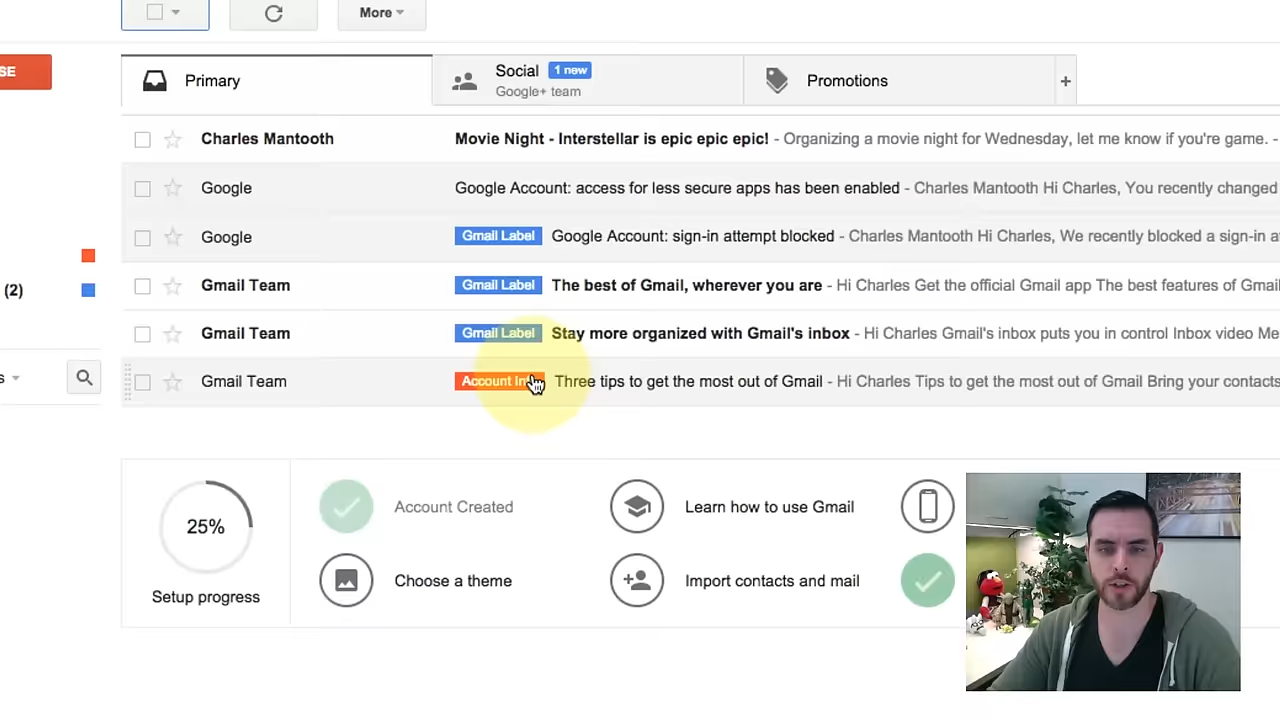 More
SE
Primary
Social 1 new
Google+ team
Promotions
+
Charles Mantooth Movie Night - Interstellar is epic epic epic! - Organizing a movie night for Wednesday, let me know if you're game. -
Google Google Account: access for less secure apps has been enabled - Charles Mantooth Hi Charles, You recently changed
Google Gmail Label Google Account: sign-in attempt blocked - Charles Mantooth Hi Charles, We recently blocked a sign-in a
(2) Gmail Team Gmail Label The best of Gmail, wherever you are - Hi Charles Get the official Gmail app The best features of Gmail
Gmail Team Gmail Label Stay more organized with Gmail's inbox - Hi Charles Gmail's inbox puts you in control Inbox video Me
s Gmail Team Account In Three tips to get the most out of Gmail - Hi Charles Tips to get the most out of Gmail Bring your contacts
25%
Setup progress
Account Created
Learn how to use Gmail
Choose a theme
Import contacts and mail